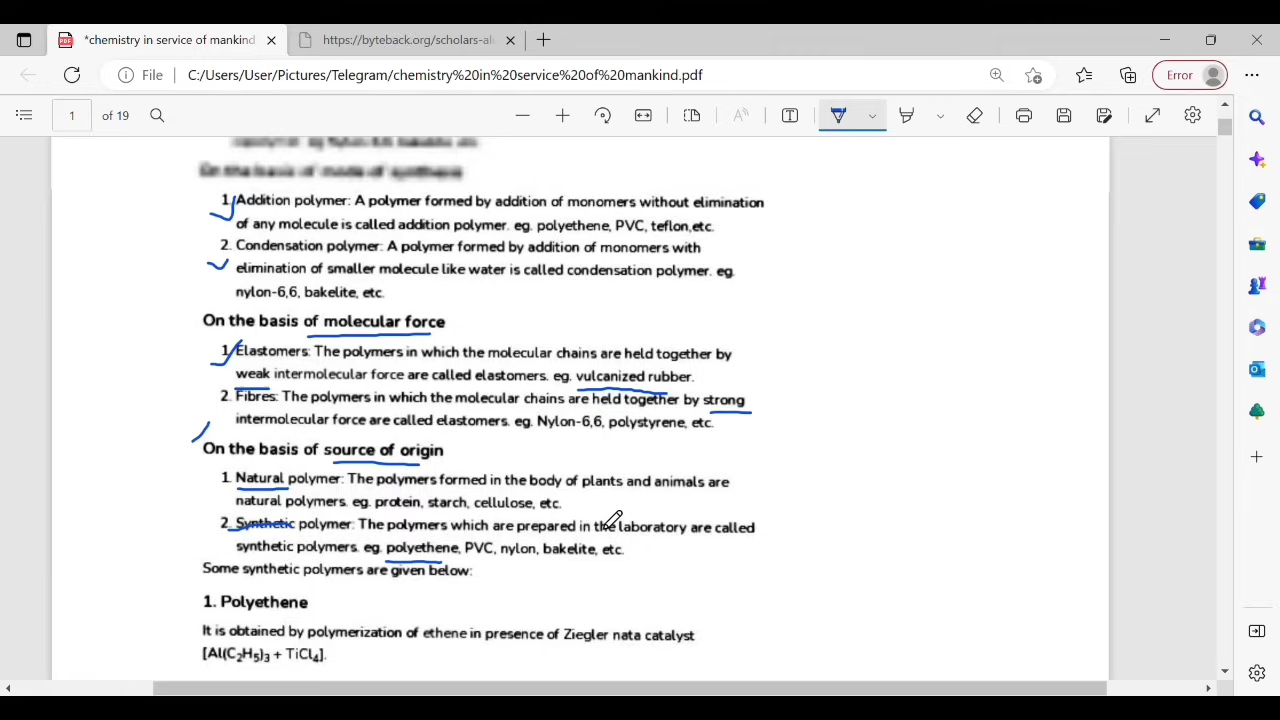 *chemistry in service of mankind
https://byteback.org/scholars-al
File C:/Users/User/Pictures/Telegram/chemistry%20in%20service%20of%20mankind.pdf
Error
1 of 19
On the basis of mode of synthesis
1. Addition polymer: A polymer formed by addition of monomers without elimination
of any molecule is called addition polymer. eg. polyethene, PVC, teflon,etc.
2. Condensation polymer: A polymer formed by addition of monomers with
elimination of smaller molecule like water is called condensation polymer. eg.
nylon-6,6, bakelite, etc.
On the basis of molecular force
1. Elastomers: The polymers in which the molecular chains are held together by
weak intermolecular force are called elastomers. eg. vulcanized rubber.
2. Fibres: The polymers in which the molecular chains are held together by strong
intermolecular force are called elastomers. eg. Nylon-6,6, polystyrene, etc.
On the basis of source of origin
1. Natural polymer: The polymers formed in the body of plants and animals are
natural polymers. eg. protein, starch, cellulose, etc.
2. Synthetic polymer: The polymers which are prepared in the laboratory are called
synthetic polymers. eg. polyethene, PVC, nylon, bakelite, etc.
Some synthetic polymers are given below:
1. Polyethene
It is obtained by polymerization of ethene in presence of Ziegler nata catalyst
[Al(C₂H₅)₃ + TiCl₄].